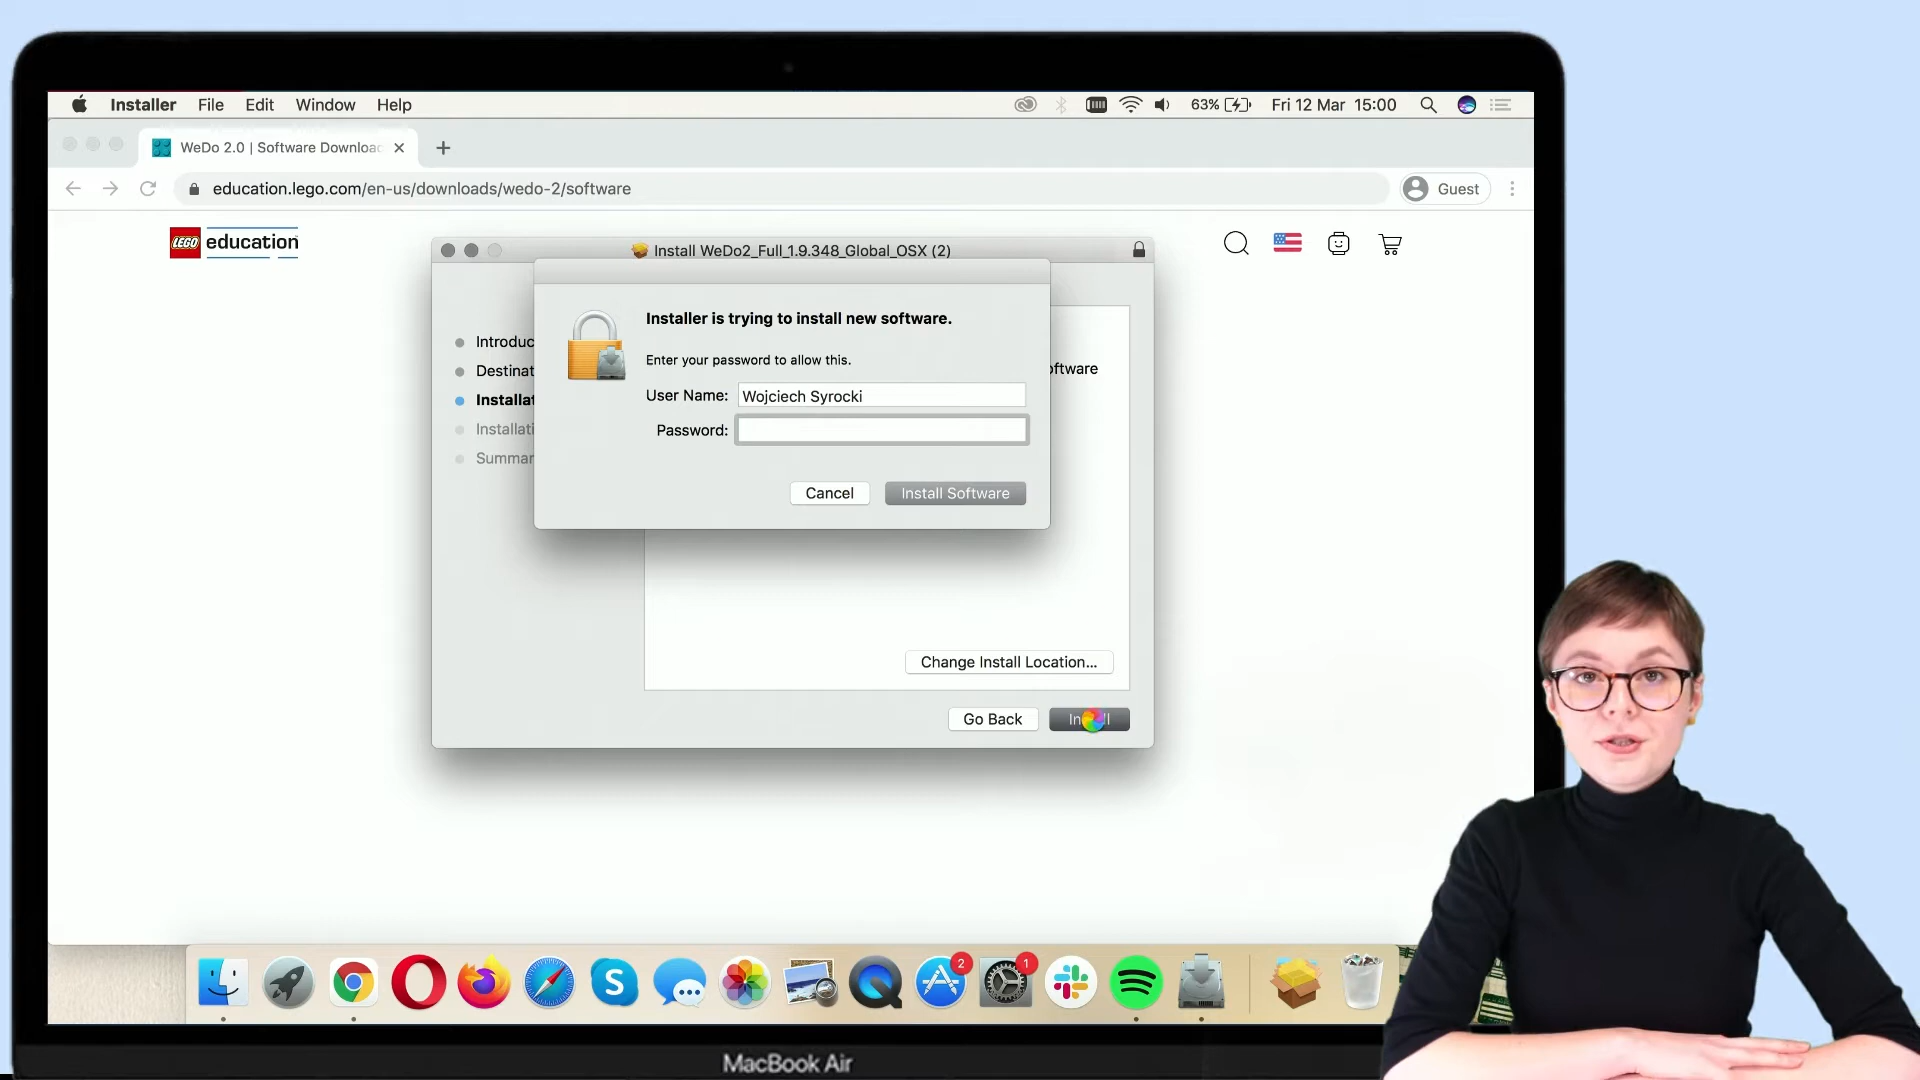 Installer File Edit Window Help 63% Fri 12 Mar 15:00
WeDo 2.0 | Software Downloa
education.lego.com/en-us/downloads/wedo-2/software Guest
LEGO education
Install WeDo2_Full_1.9.348_Global_OSX (2)
Installer is trying to install new software.
Enter your password to allow this.
User Name: Wojciech Syrocki
Password:
Cancel Install Software
Introduc
Destinat
Installat
Installati
Summar
oftware
Change Install Location...
Go Back
2
1
S
MacBook Air